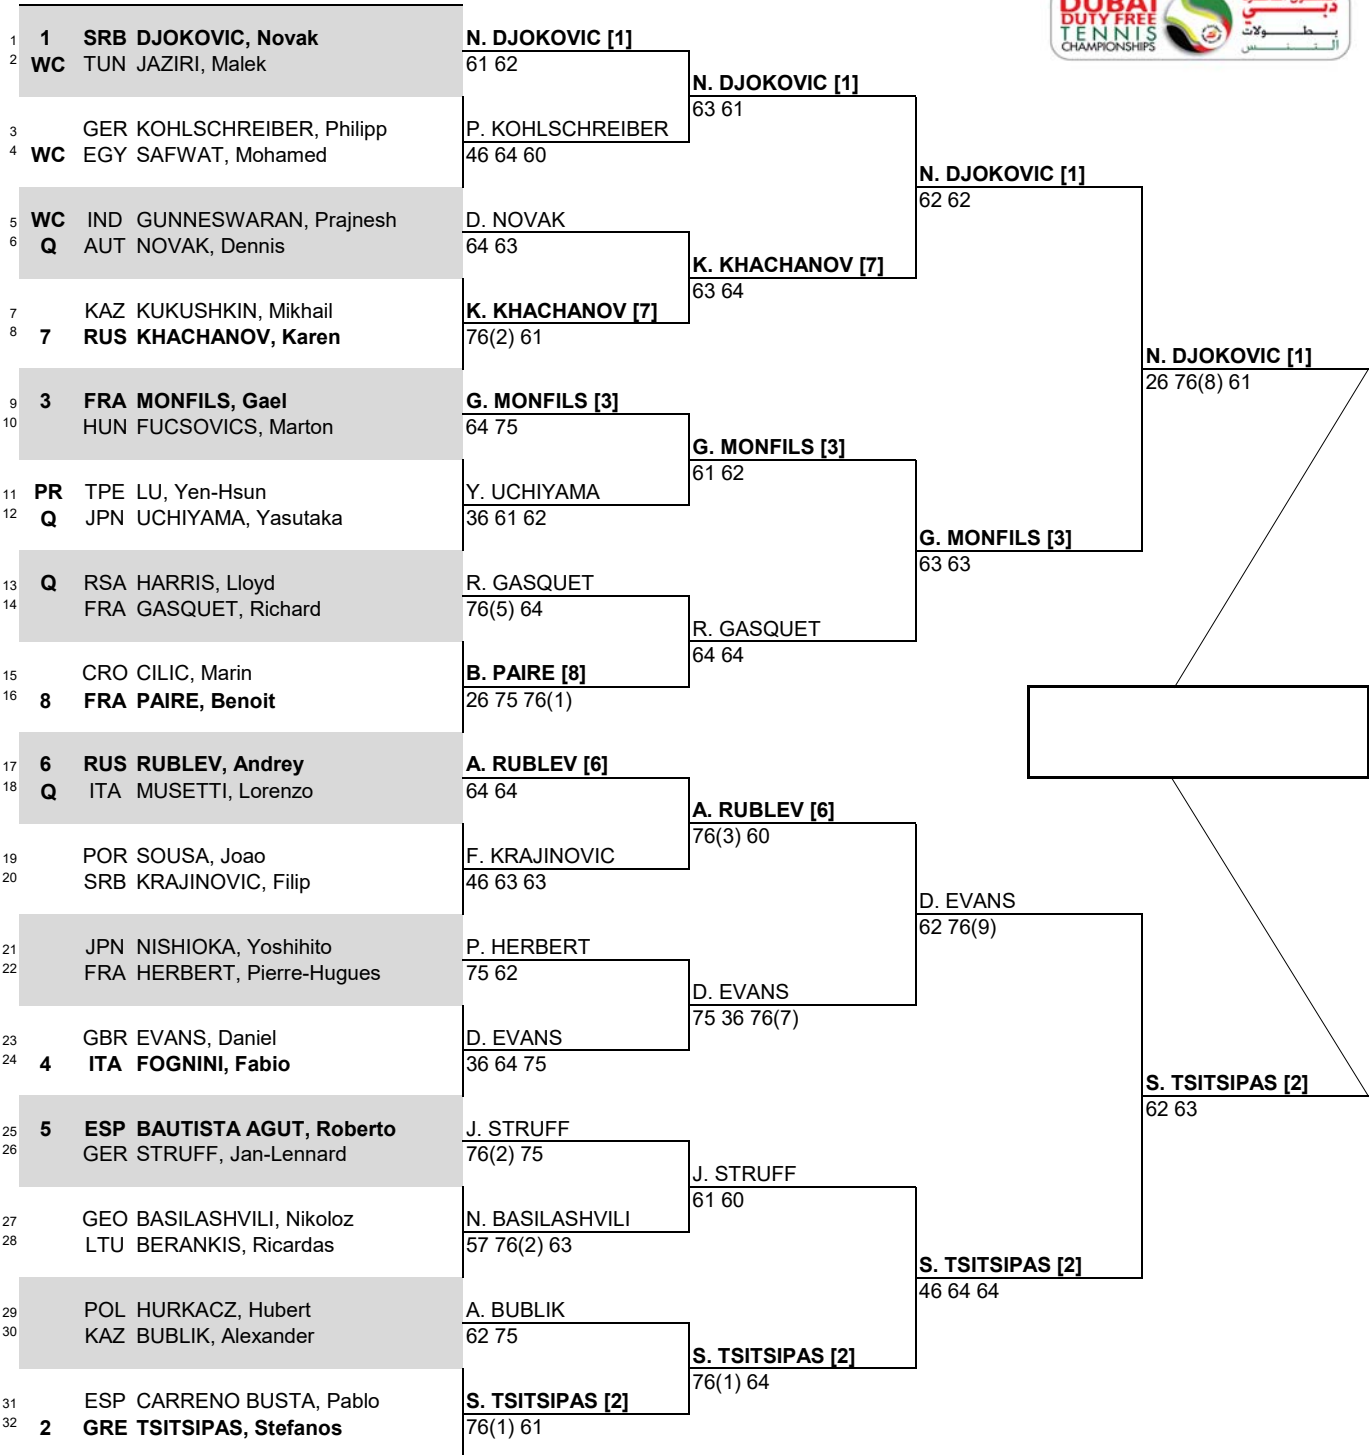 DUBAI
DUTY FREE
TENNIS
CHAMPIONSHIPS
دبي
بطولات
التنس
1 1 SRB DJOKOVIC, Novak
2 WC TUN JAZIRI, Malek
3 GER KOHLSCHREIBER, Philipp
4 WC EGY SAFWAT, Mohamed
5 WC IND GUNNESWARAN, Prajnesh
6 Q AUT NOVAK, Dennis
7 KAZ KUKUSHKIN, Mikhail
8 7 RUS KHACHANOV, Karen
9 3 FRA MONFILS, Gael
10 HUN FUCSOVICS, Marton
11 PR TPE LU, Yen-Hsun
12 Q JPN UCHIYAMA, Yasutaka
13 Q RSA HARRIS, Lloyd
14 FRA GASQUET, Richard
15 CRO CILIC, Marin
16 8 FRA PAIRE, Benoit
17 6 RUS RUBLEV, Andrey
18 Q ITA MUSETTI, Lorenzo
19 POR SOUSA, Joao
20 SRB KRAJINOVIC, Filip
21 JPN NISHIOKA, Yoshihito
22 FRA HERBERT, Pierre-Hugues
23 GBR EVANS, Daniel
24 4 ITA FOGNINI, Fabio
25 5 ESP BAUTISTA AGUT, Roberto
26 GER STRUFF, Jan-Lennard
27 GEO BASILASHVILI, Nikoloz
28 LTU BERANKIS, Ricardas
29 POL HURKACZ, Hubert
30 KAZ BUBLIK, Alexander
31 ESP CARRENO BUSTA, Pablo
32 2 GRE TSITSIPAS, Stefanos
N. DJOKOVIC [1]
61 62
P. KOHLSCHREIBER
46 64 60
D. NOVAK
64 63
K. KHACHANOV [7]
76(2) 61
G. MONFILS [3]
64 75
Y. UCHIYAMA
36 61 62
R. GASQUET
76(5) 64
B. PAIRE [8]
26 75 76(1)
A. RUBLEV [6]
64 64
F. KRAJINOVIC
46 63 63
P. HERBERT
75 62
D. EVANS
36 64 75
J. STRUFF
76(2) 75
N. BASILASHVILI
57 76(2) 63
A. BUBLIK
62 75
S. TSITSIPAS [2]
76(1) 61
N. DJOKOVIC [1]
63 61
K. KHACHANOV [7]
63 64
G. MONFILS [3]
61 62
R. GASQUET
64 64
A. RUBLEV [6]
76(3) 60
D. EVANS
75 36 76(7)
J. STRUFF
61 60
S. TSITSIPAS [2]
76(1) 64
N. DJOKOVIC [1]
62 62
G. MONFILS [3]
63 63
D. EVANS
62 76(9)
S. TSITSIPAS [2]
46 64 64
N. DJOKOVIC [1]
26 76(8) 61
S. TSITSIPAS [2]
62 63